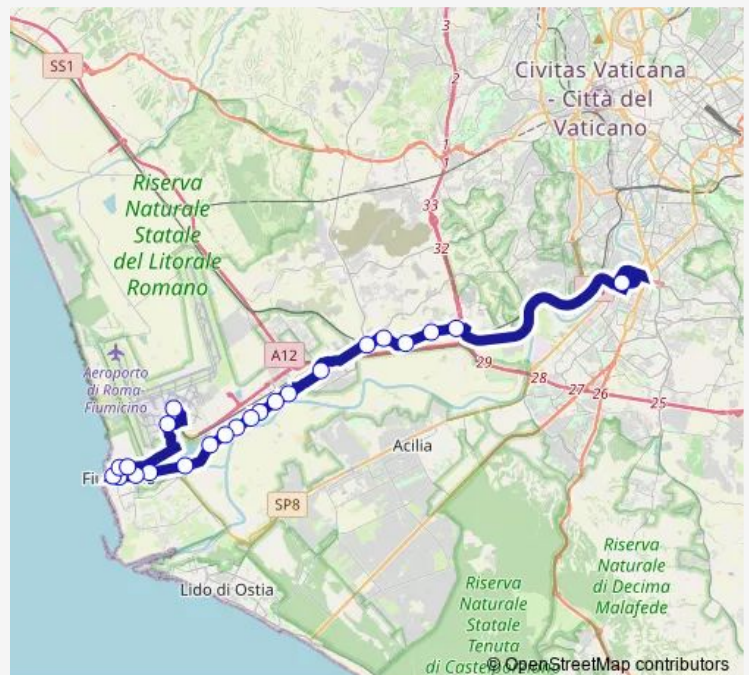 3
SS1
2
Civitas Vaticana
- Città del
Vaticano
1
1
Riserva
Naturale
Statale
del Litorale
Romano
33
32
A12
Aeroporto
di Roma-
Fiumicino
29
28
27
26
25
Acilia
SP8
Lido di Ostia
Riserva
Naturale
di Decima
Malafede
Riserva
Naturale
Statale
Tenuta
© OpenStreetMap contributors